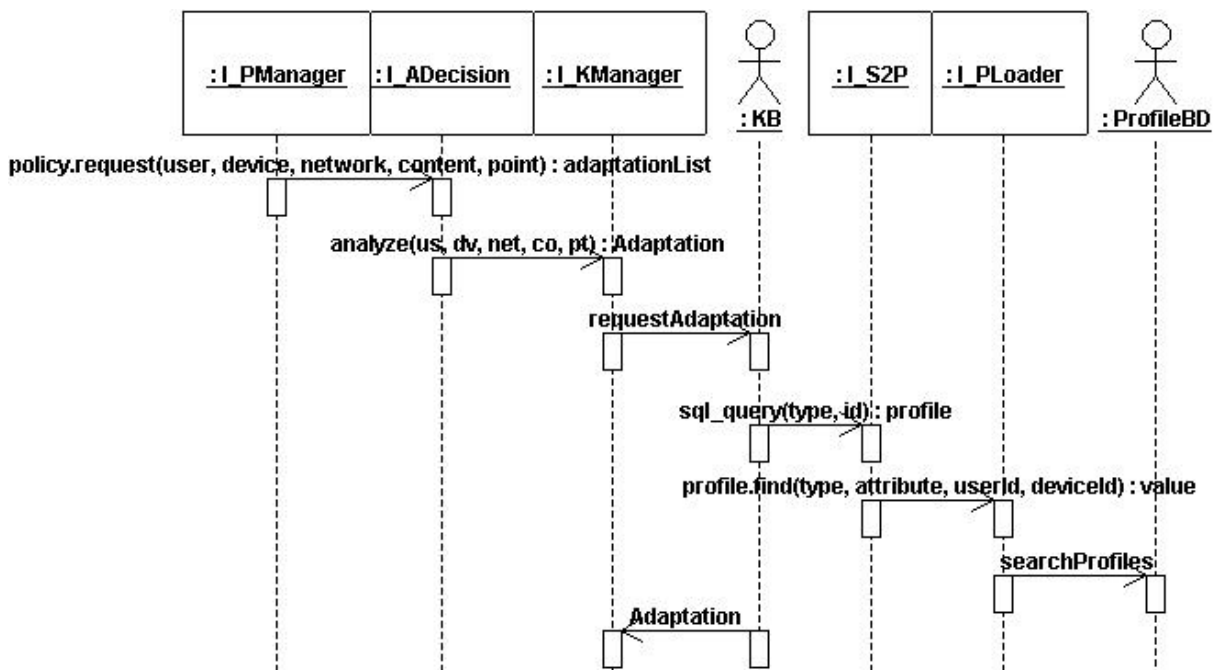 : I_PManager
: I_ADecision
: I_KManager
: KB
: I_S2P
: I_PLoader
: ProfileBD
policy.request(user, device, network, content, point) : adaptationList
analyze(us, dv, net, co, pt) : Adaptation
requestAdaptation
sql_query(type, id) : profile
profile.find(type, attribute, userId, deviceId) : value
searchProfiles
Adaptation